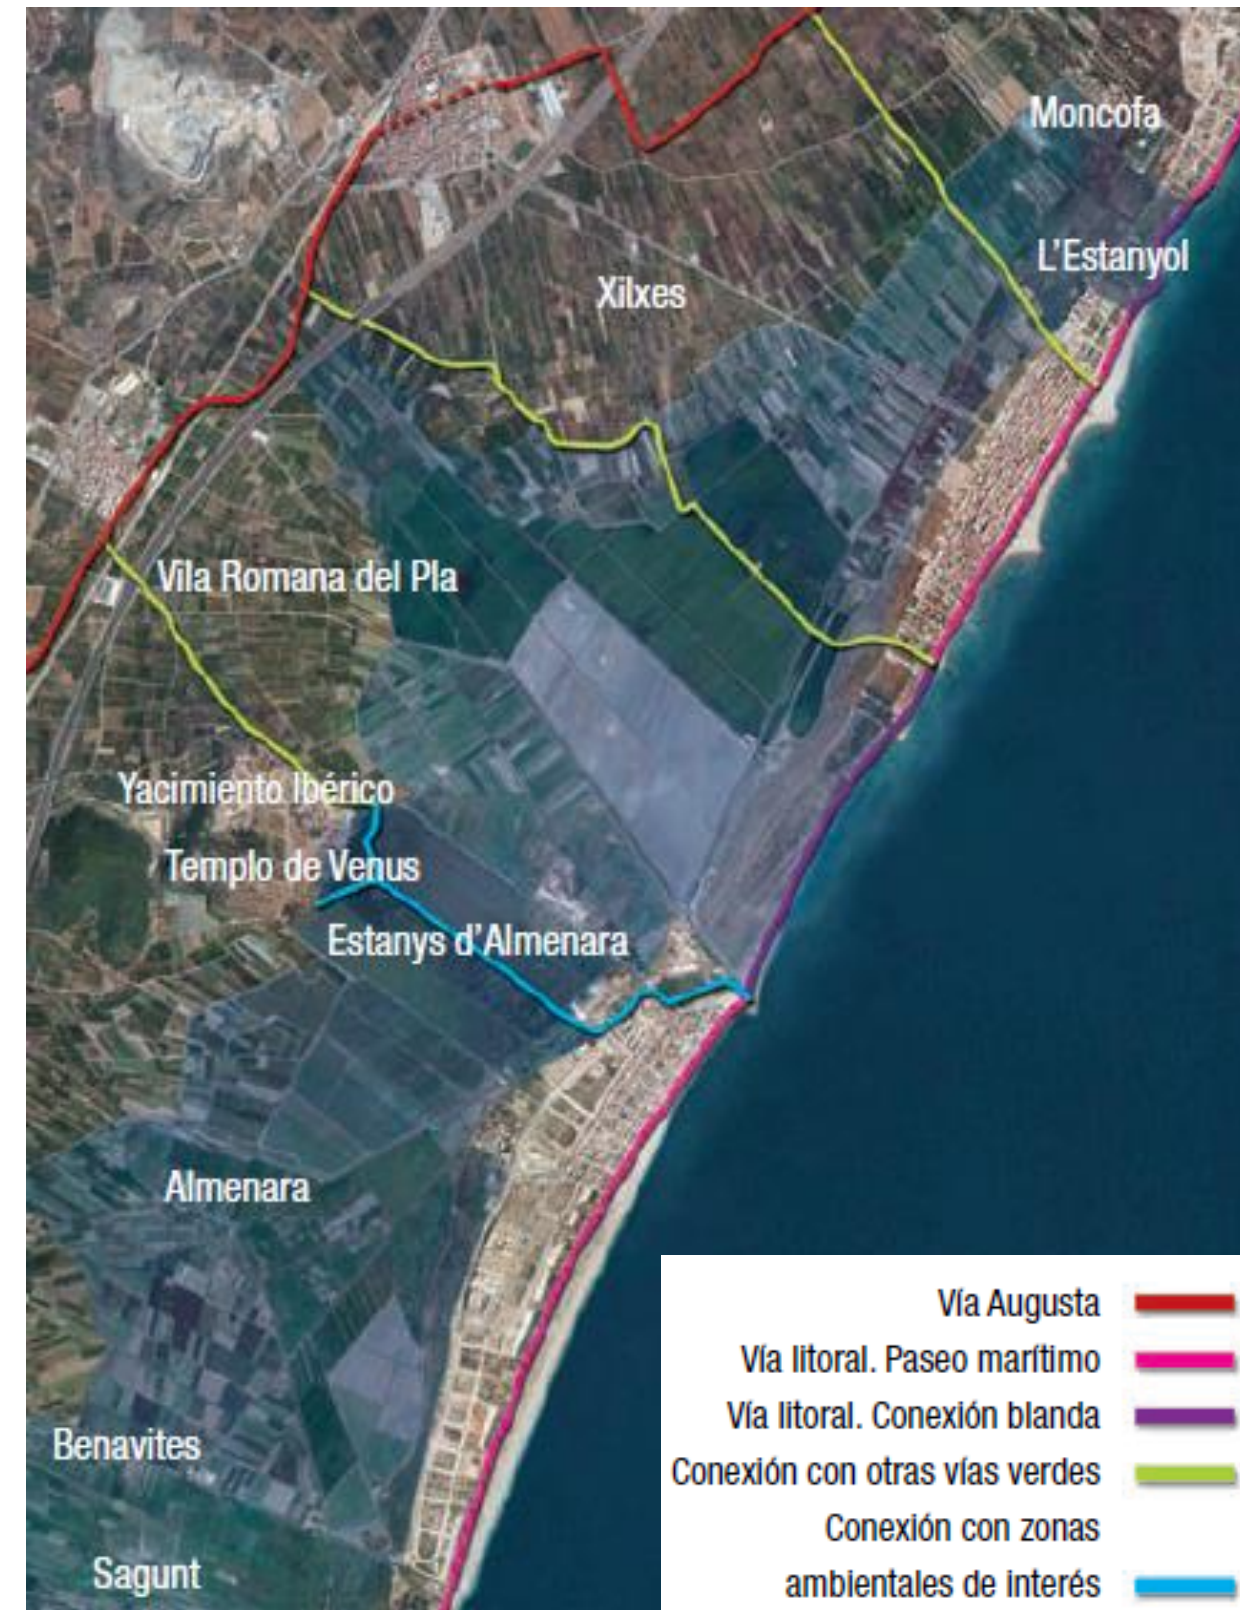 Moncofa
L'Estanyol
Xilxes
Vila Romana del Pla
Yacimiento Ibérico
Templo de Venus
Estanys d'Almenara
Almenara
Benavites
Sagunt
Vía Augusta
Vía litoral. Paseo marítimo
Vía litoral. Conexión blanda
Conexión con otras vías verdes
Conexión con zonas
ambientales de interés